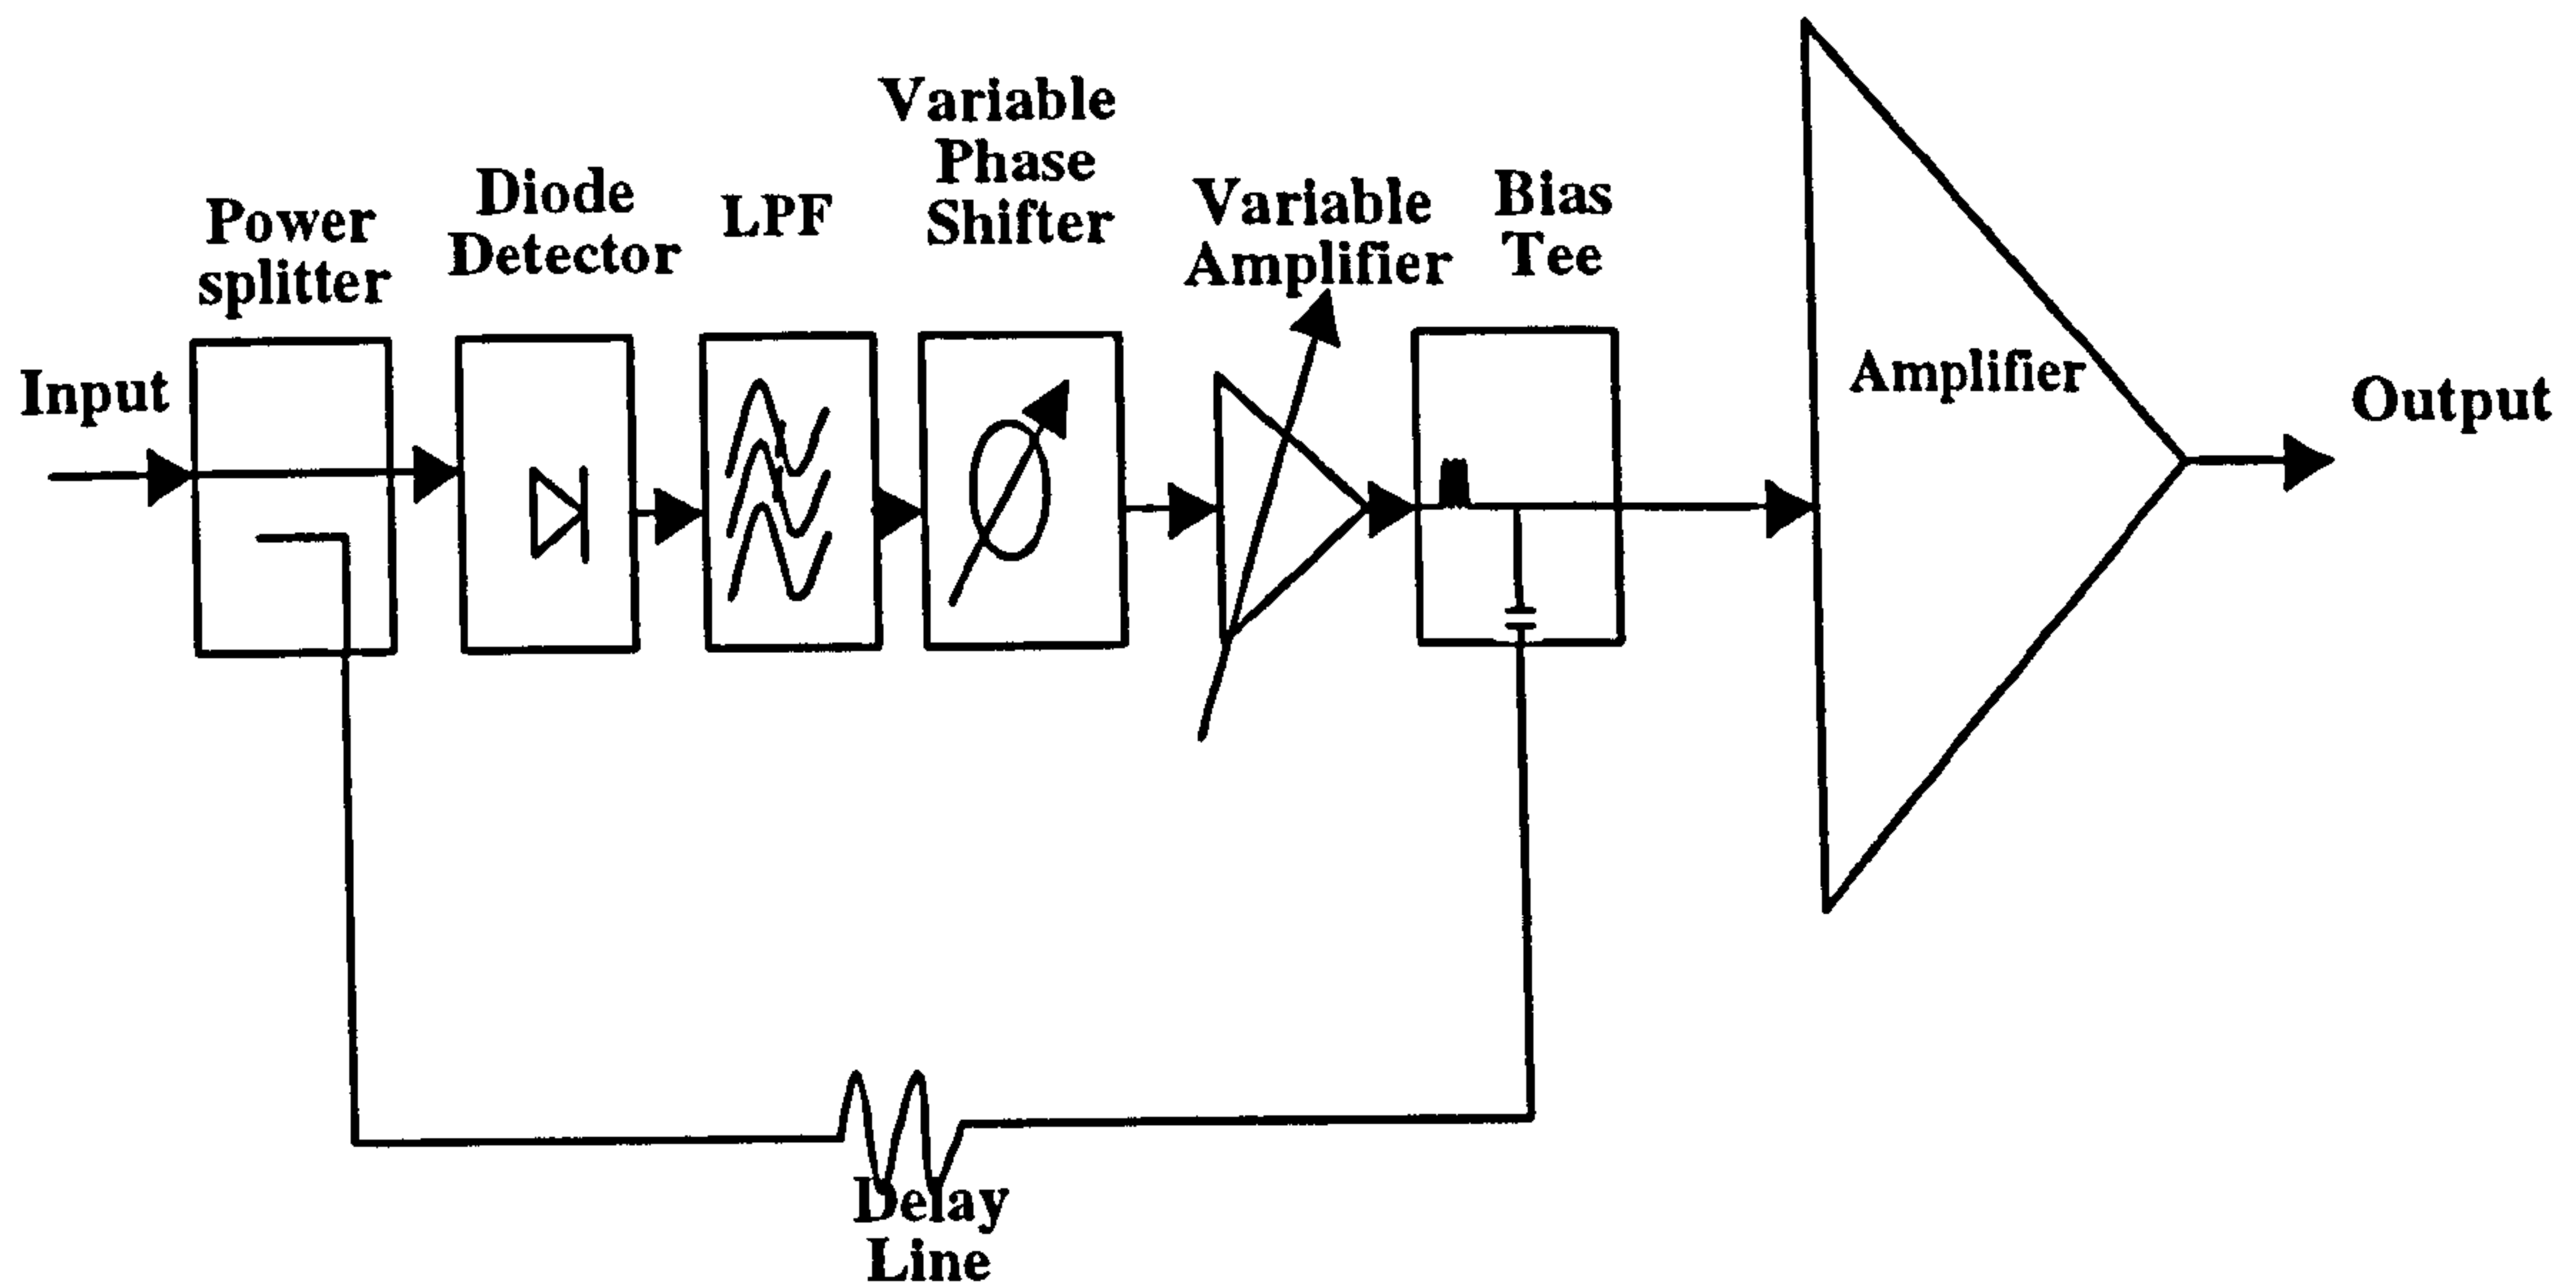 Input
Power
splitter
Diode
Detector
LPF
Variable
Phase
Shifter
Variable
Amplifier
Bias
Tee
Amplifier
Output
Delay
Line